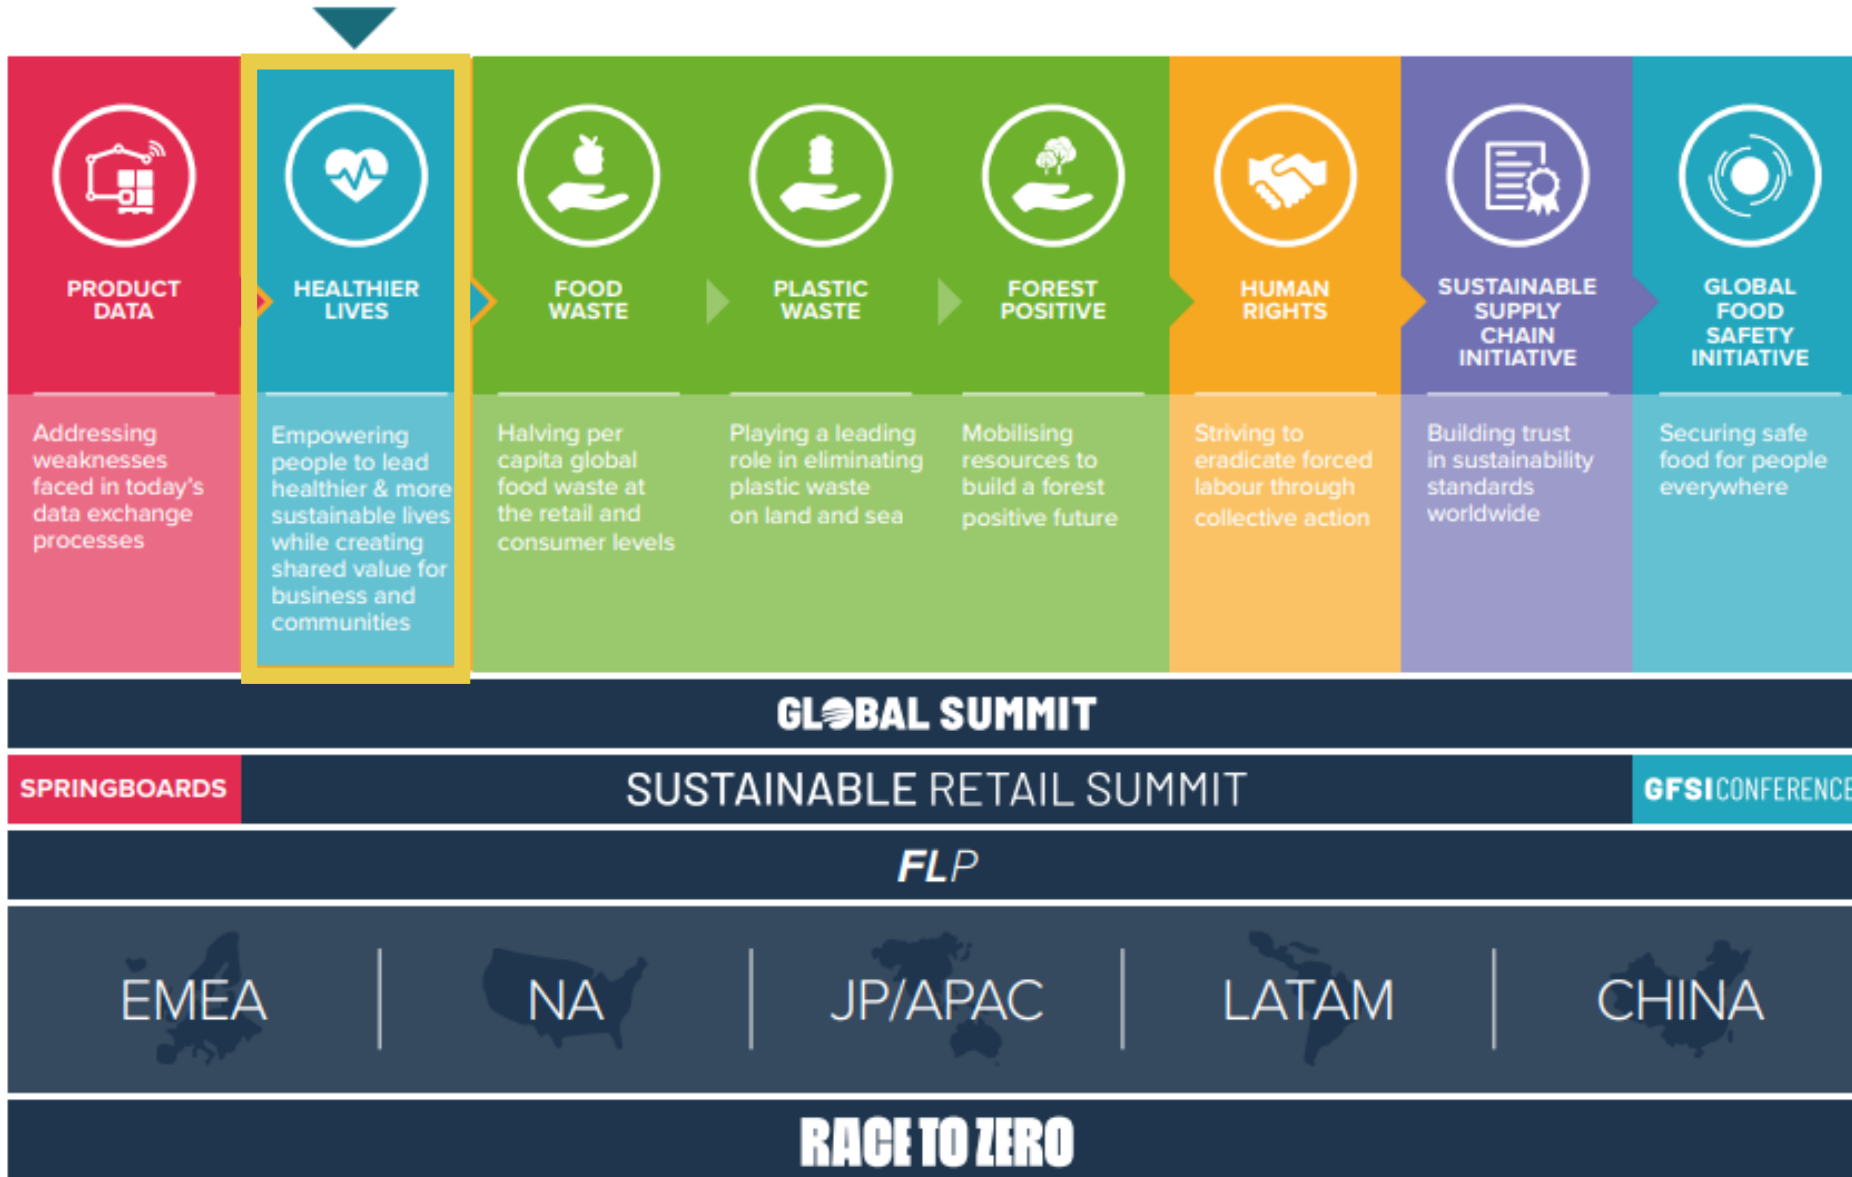 PRODUCT
DATA
Addressing
weaknesses
faced in today's
data exchange
processes
HEALTHIER
LIVES
Empowering
people to lead
healthier & more
sustainable lives
while creating
shared value for
business and
communities
FOOD
WASTE
Halving per
capita global
food waste at
the retail and
consumer levels
PLASTIC
WASTE
Playing a leading
role in eliminating
plastic waste
on land and sea
FOREST
POSITIVE
Mobilising
resources to
build a forest
positive future
HUMAN
RIGHTS
Striving to
eradicate forced
labour through
collective action
SUSTAINABLE
SUPPLY
CHAIN
INITIATIVE
Building trust
in sustainability
standards
worldwide
GLOBAL
FOOD
SAFETY
INITIATIVE
Securing safe
food for people
everywhere
GLOBAL SUMMIT
SPRINGBOARDS
SUSTAINABLE RETAIL SUMMIT
GFSI CONFERENCE
FLP
EMEA
NA
JP/APAC
LATAM
CHINA
RACE TO ZERO